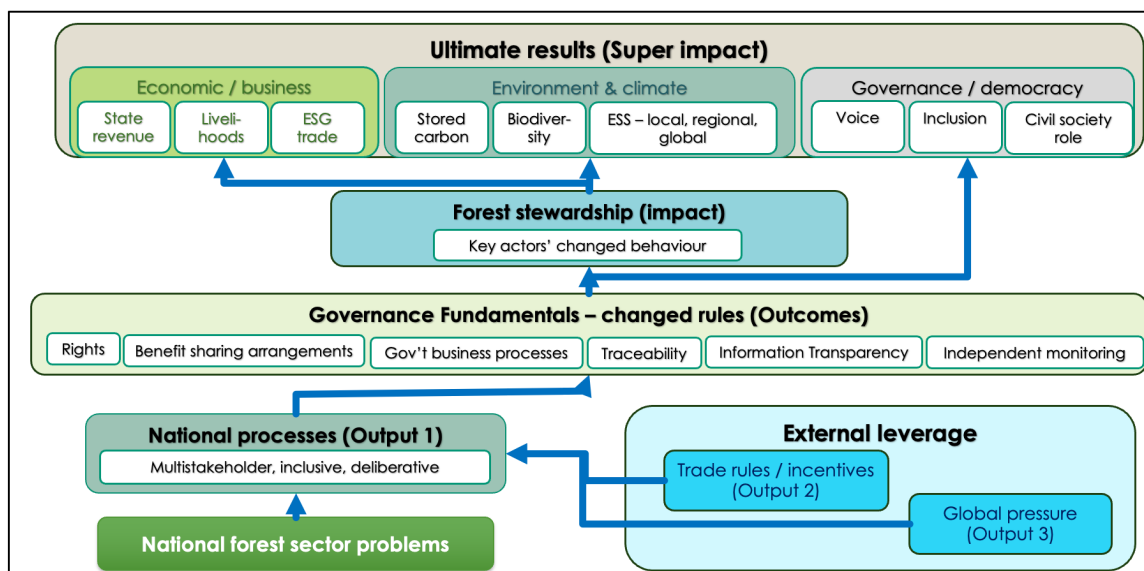 Ultimate results (Super impact)
Economic / business
State
revenue
Liveli-
hoods
ESG
trade
Environment & climate
Stored
carbon
Biodiver-
sity
ESS – local, regional,
global
Governance / democracy
Voice
Inclusion
Civil society
role
Forest stewardship (impact)
Key actors’ changed behaviour
Governance Fundamentals – changed rules (Outcomes)
Rights
Benefit sharing arrangements
Gov’t business processes
Traceability
Information Transparency
Independent monitoring
National processes (Output 1)
Multistakeholder, inclusive, deliberative
External leverage
Trade rules / incentives
(Output 2)
Global pressure
(Output 3)
National forest sector problems